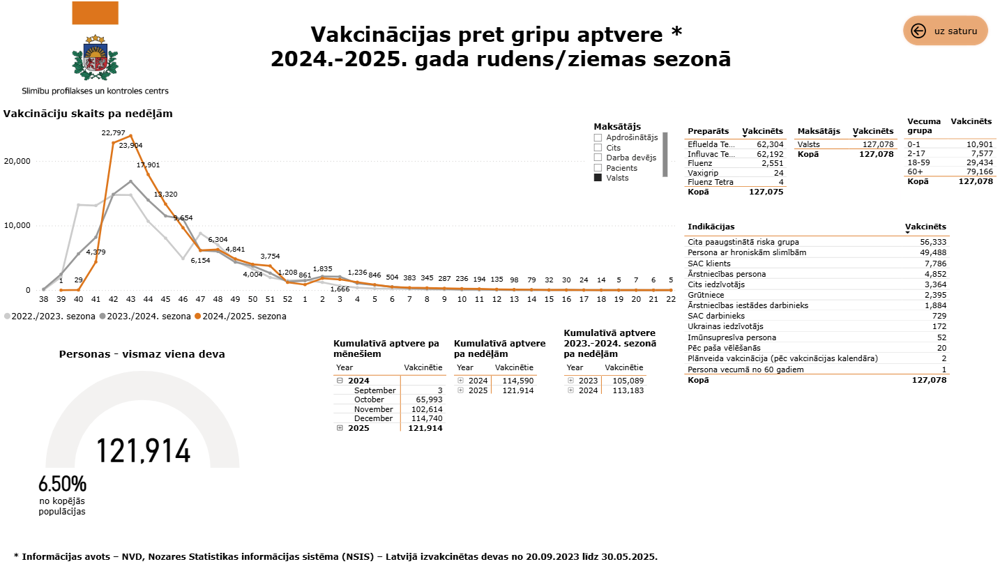 Vakcinācijas pret gripu aptvere *
2024.-2025. gada rudens/ziemas sezonā
uz saturu
Slimību profilakses un kontroles centrs
Vakcināciju skaits pa nedēļām
20,000
10,000
0
22,797
23,904
17,901
13,320
9,654
4,379
1
29
6,154
6,304
4,841
4,004
3,754
1,208
861
1,835
1,666
1,236
846
504
383
345
287
236
194
135
98
79
32
30
24
14
5
7
6
5
38 39 40 41 42 43 44 45 46 47 48 49 50 51 52 1 2 3 4 5 6 7 8 9 10 11 12 13 14 15 16 17 18 19 20 21 22
2022./2023. sezona 2023./2024. sezona 2024./2025. sezona
Maksātājs
Apdrošinātājs
Cits
Darba devējs
Pacients
Valsts
Preparāts Vakcinēts
Efluelda Te... 62,304
Influvac Te... 62,192
Fluenz 2,551
Vaxigrip 24
Fluenz Tetra 4
Kopā 127,075
Maksātājs Vakcinēts
Valsts 127,078
Kopā 127,078
Vecuma grupa Vakcinēts
0-1 10,901
2-17 7,577
18-59 29,434
60+ 79,166
Kopā 127,078
Indikācijas Vakcinēts
Cita paaugstinātā riska grupa 56,333
Persona ar hroniskām slimībām 49,488
SAC klients 7,786
Ārstniecības persona 4,852
Cits iedzīvotājs 3,364
Grūtniece 2,395
Ārstniecības iestādes darbinieks 1,884
SAC darbinieks 729
Ukrainas iedzīvotājs 172
Imūnsupresīva persona 52
Pēc paša vēlēšanās 20
Plānveida vakcinācija (pēc vakcinācijas kalendāra) 2
Persona vecumā no 60 gadiem 1
Kopā 127,078
Personas - vismaz viena deva
121,914
6.50%
no kopējās
populācijas
Kumulatīvā aptvere pa
mēnešiem
Year Vakcinētie
2024
September 3
October 65,993
November 102,614
December 114,740
2025 121,914
Kumulatīvā aptvere
pa nedēļām
Year Vakcinētie
2024 114,590
2025 121,914
Kumulatīvā aptvere
2023.-2024. sezonā
pa nedēļām
Year Vakcinētie
2023 105,089
2024 113,183
* Informācijas avots – NVD, Nozares Statistikas informācijas sistēma (NSIS) – Latvijā izvakcinētas devas no 20.09.2023 līdz 30.05.2025.